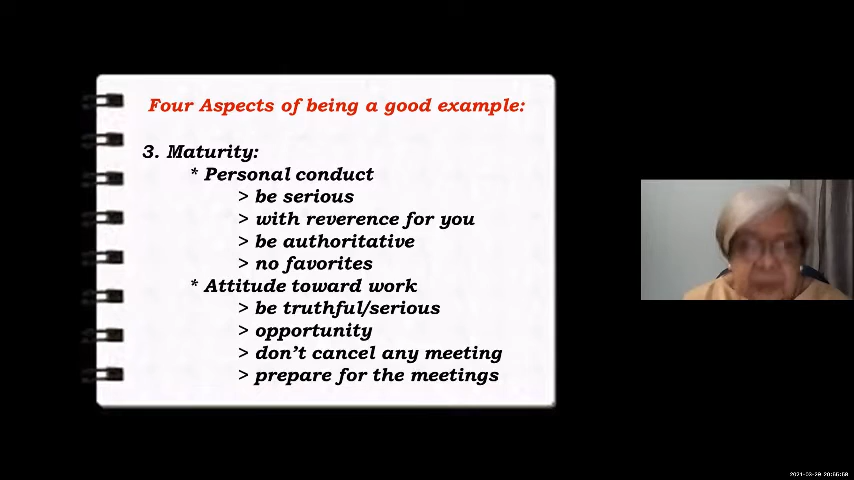 Four Aspects of being a good example:
3. Maturity:
* Personal conduct
> be serious
> with reverence for you
> be authoritative
> no favorites
* Attitude toward work
> be truthful/serious
> opportunity
> don't cancel any meeting
> prepare for the meetings